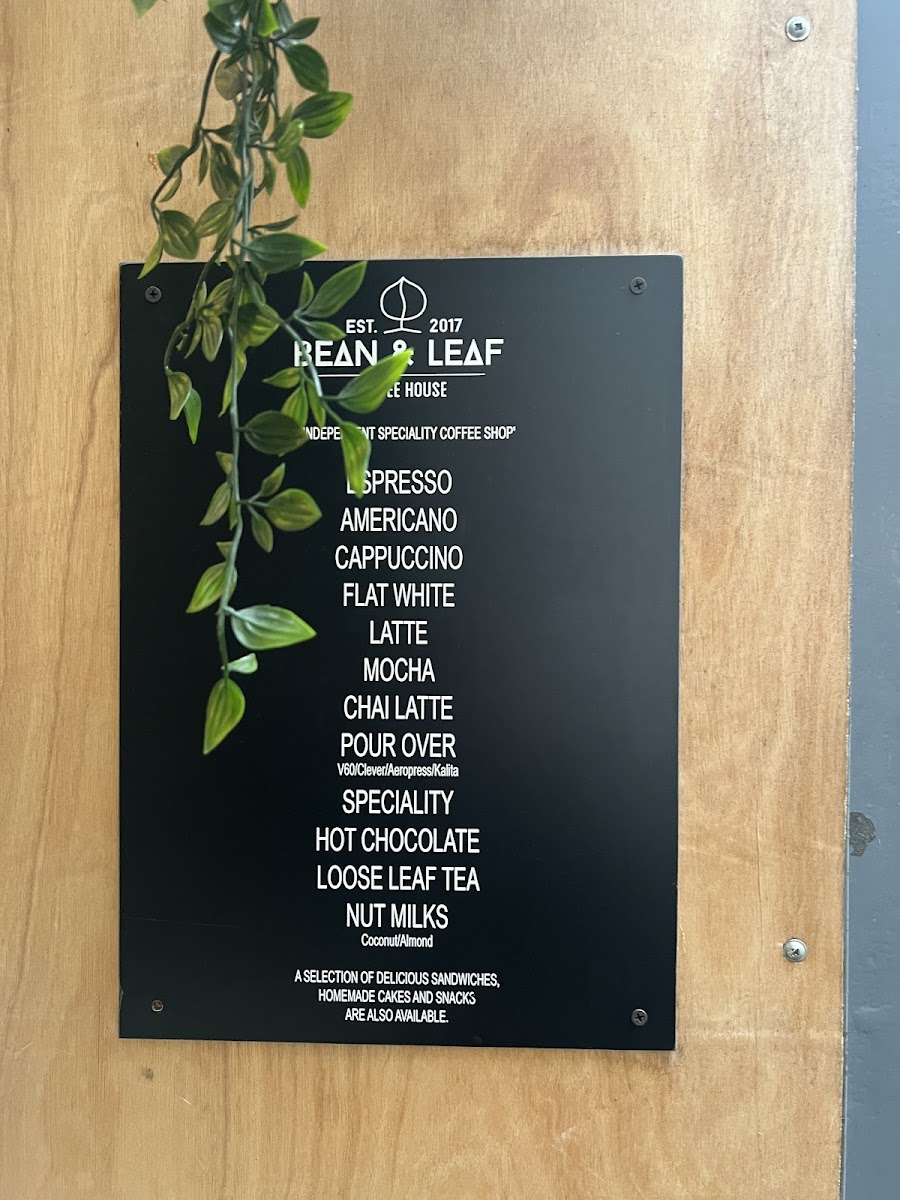 EST. 2017
BEAN & LEAF
HOUSE
SPECIALITY COFFEE SHOP'
ESPRESSO
AMERICANO
CAPPUCCINO
FLAT WHITE
LATTE
MOCHA
CHAI LATTE
POUR OVER
V60/Clever/Aeropress/Kalita
SPECIALITY
HOT CHOCOLATE
LOOSE LEAF TEA
NUT MILKS
Coconut/Almond
A SELECTION OF DELICIOUS SANDWICHES,
HOMEMADE CAKES AND SNACKS
ARE ALSO AVAILABLE.